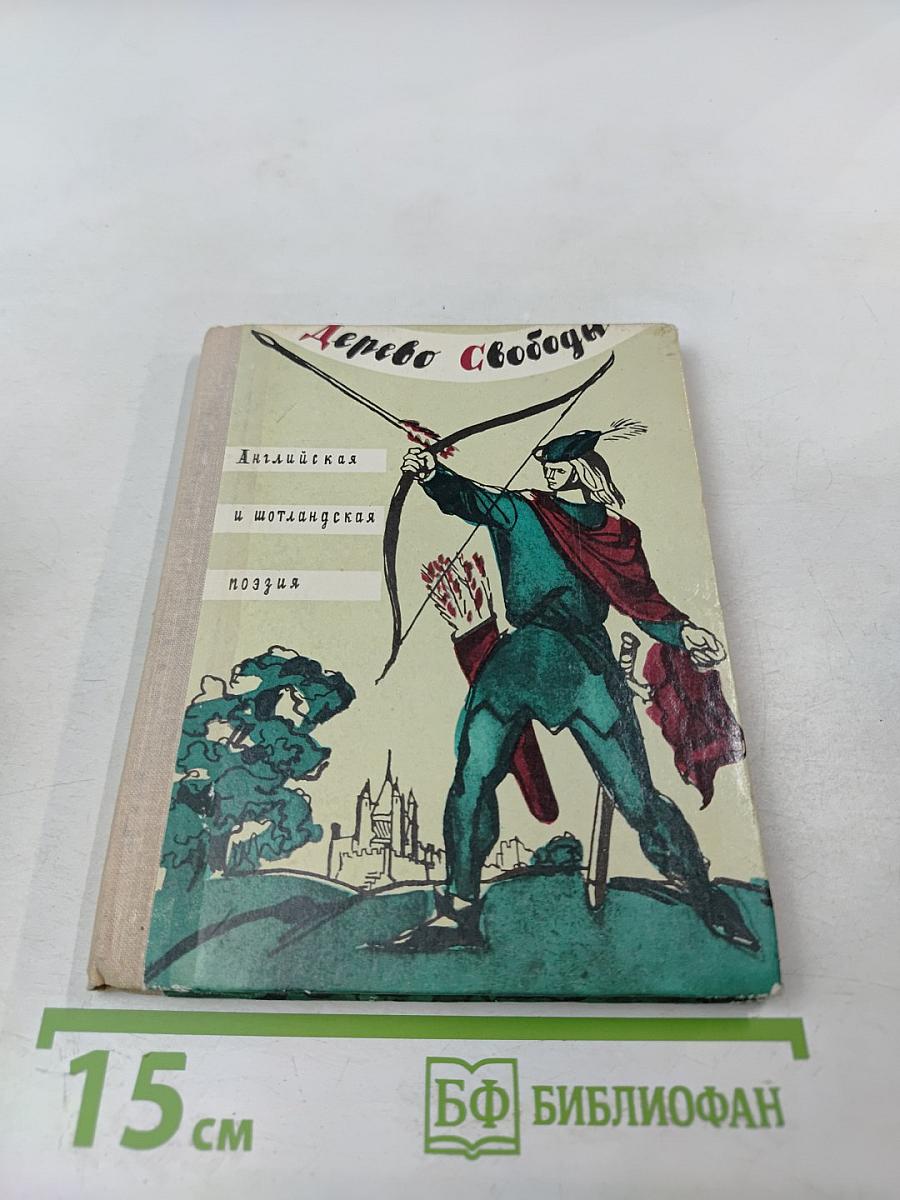 Дерево Свободы
Английская
и шотландская
поэзия
15 см
БФ БИБЛИОФАН